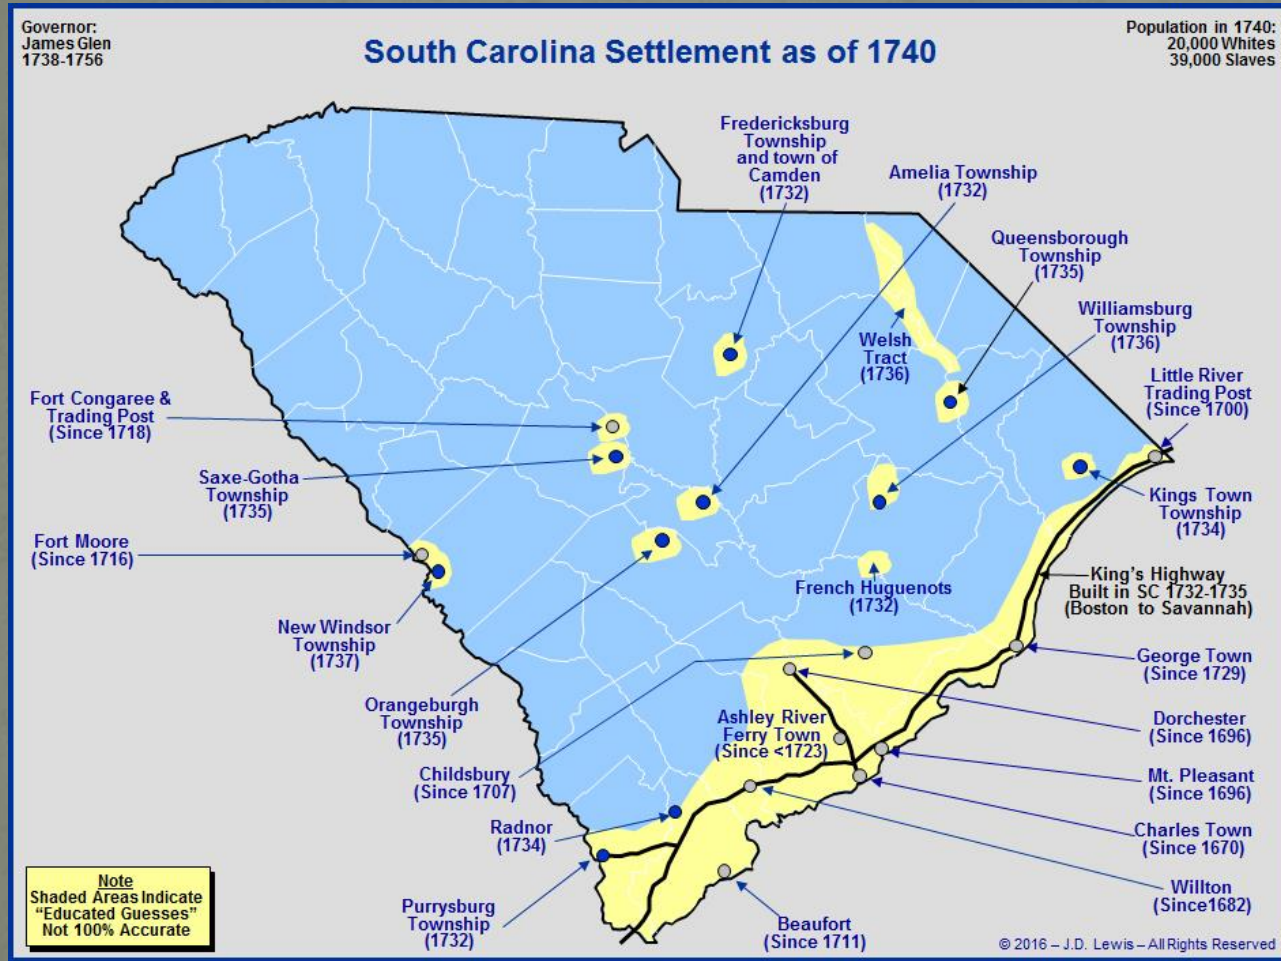 Governor:
James Glen
1738-1756
South Carolina Settlement as of 1740
Population in 1740:
20,000 Whites
39,000 Slaves
Fredericksburg
Township
and town of
Camden
(1732)
Amelia Township
(1732)
Queensborough
Township
(1735)
Williamsburg
Township
(1736)
Welsh
Tract
(1736)
Little River
Trading Post
(Since 1700)
Fort Congaree &
Trading Post
(Since 1718)
Saxe-Gotha
Township
(1735)
Kings Town
Township
(1734)
Fort Moore
(Since 1716)
French Huguenots
(1732)
King's Highway
Built in SC 1732-1735
(Boston to Savannah)
New Windsor
Township
(1737)
George Town
(Since 1729)
Orangeburgh
Township
(1735)
Ashley River
Ferry Town
(Since <1723)
Dorchester
(Since 1696)
Childsbury
(Since 1707)
Mt. Pleasant
(Since 1696)
Radnor
(1734)
Charles Town
(Since 1670)
Willton
(Since1682)
Purrysburg
Township
(1732)
Beaufort
(Since 1711)
Note
Shaded Areas Indicate
"Educated Guesses"
Not 100% Accurate
© 2016 – J.D. Lewis – All Rights Reserved